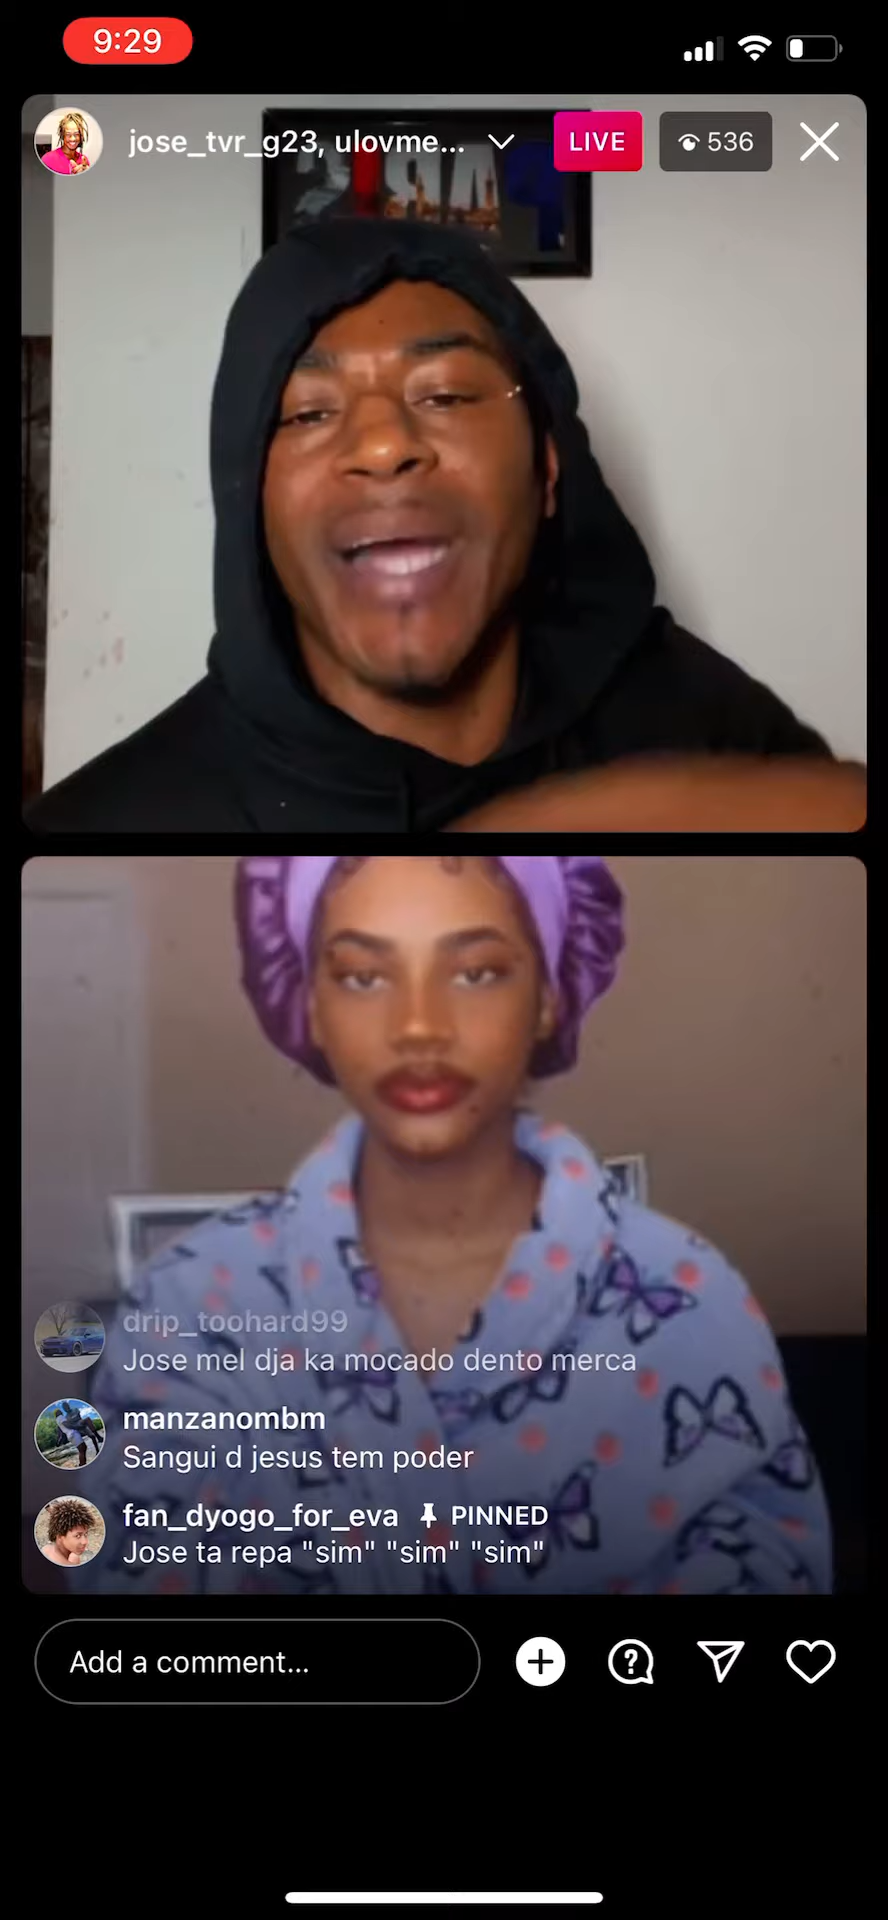 9:29
jose_tvr_g23, ulovme...
LIVE
536
drip_toohard99
Jose mel dja ka mocado dento merca
manzanombm
Sangui d jesus tem poder
fan_dyogo_for_eva PINNED
Jose ta repa "sim" "sim" "sim"
Add a comment...